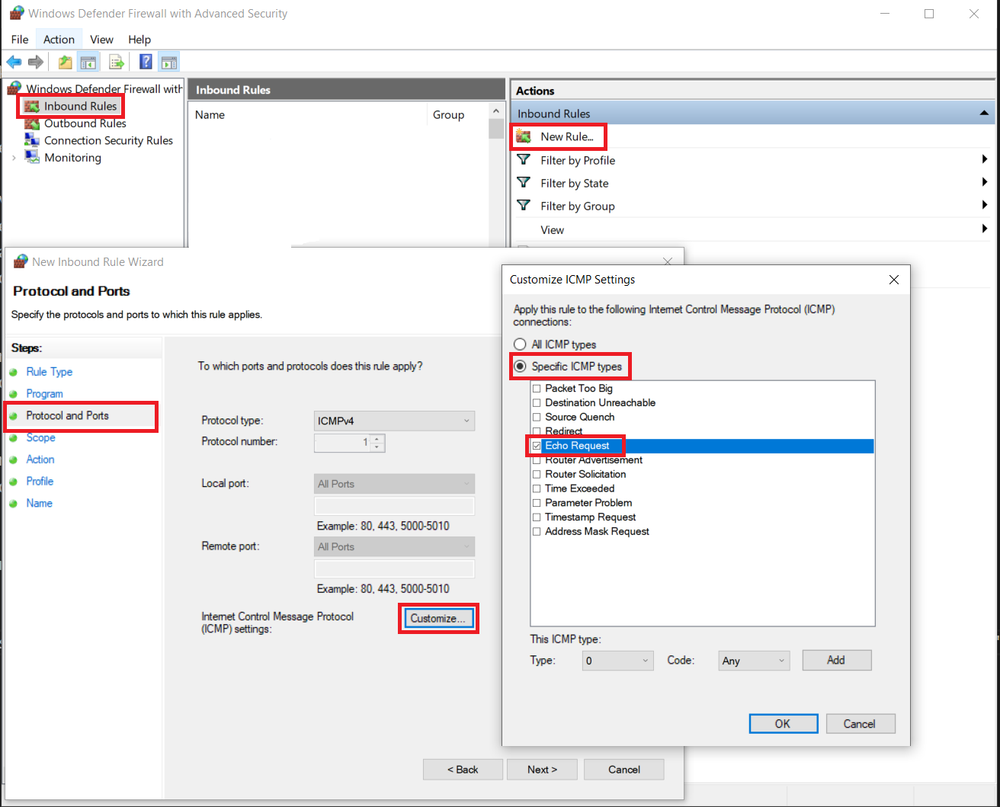 Windows Defender Firewall with Advanced Security
File Action View Help
Windows Defender Firewall with
Inbound Rules
Outbound Rules
Connection Security Rules
Monitoring
Inbound Rules
Name Group
Actions
Inbound Rules
New Rule...
Filter by Profile
Filter by State
Filter by Group
View
New Inbound Rule Wizard
Protocol and Ports
Specify the protocols and ports to which this rule applies.
Steps:
Rule Type
Program
Protocol and Ports
Scope
Action
Profile
Name
To which ports and protocols does this rule apply?
Protocol type: ICMPv4
Protocol number: 1
Local port: All Ports
Example: 80, 443, 5000-5010
Remote port: All Ports
Example: 80, 443, 5000-5010
Internet Control Message Protocol
(ICMP) settings:
Customize...
< Back Next > Cancel
Customize ICMP Settings
Apply this rule to the following Internet Control Message Protocol (ICMP)
connections:
All ICMP types
Specific ICMP types
Packet Too Big
Destination Unreachable
Source Quench
Redirect
Echo Request
Router Advertisement
Router Solicitation
Time Exceeded
Parameter Problem
Timestamp Request
Address Mask Request
This ICMP type:
Type: 0 Code: Any Add
OK Cancel